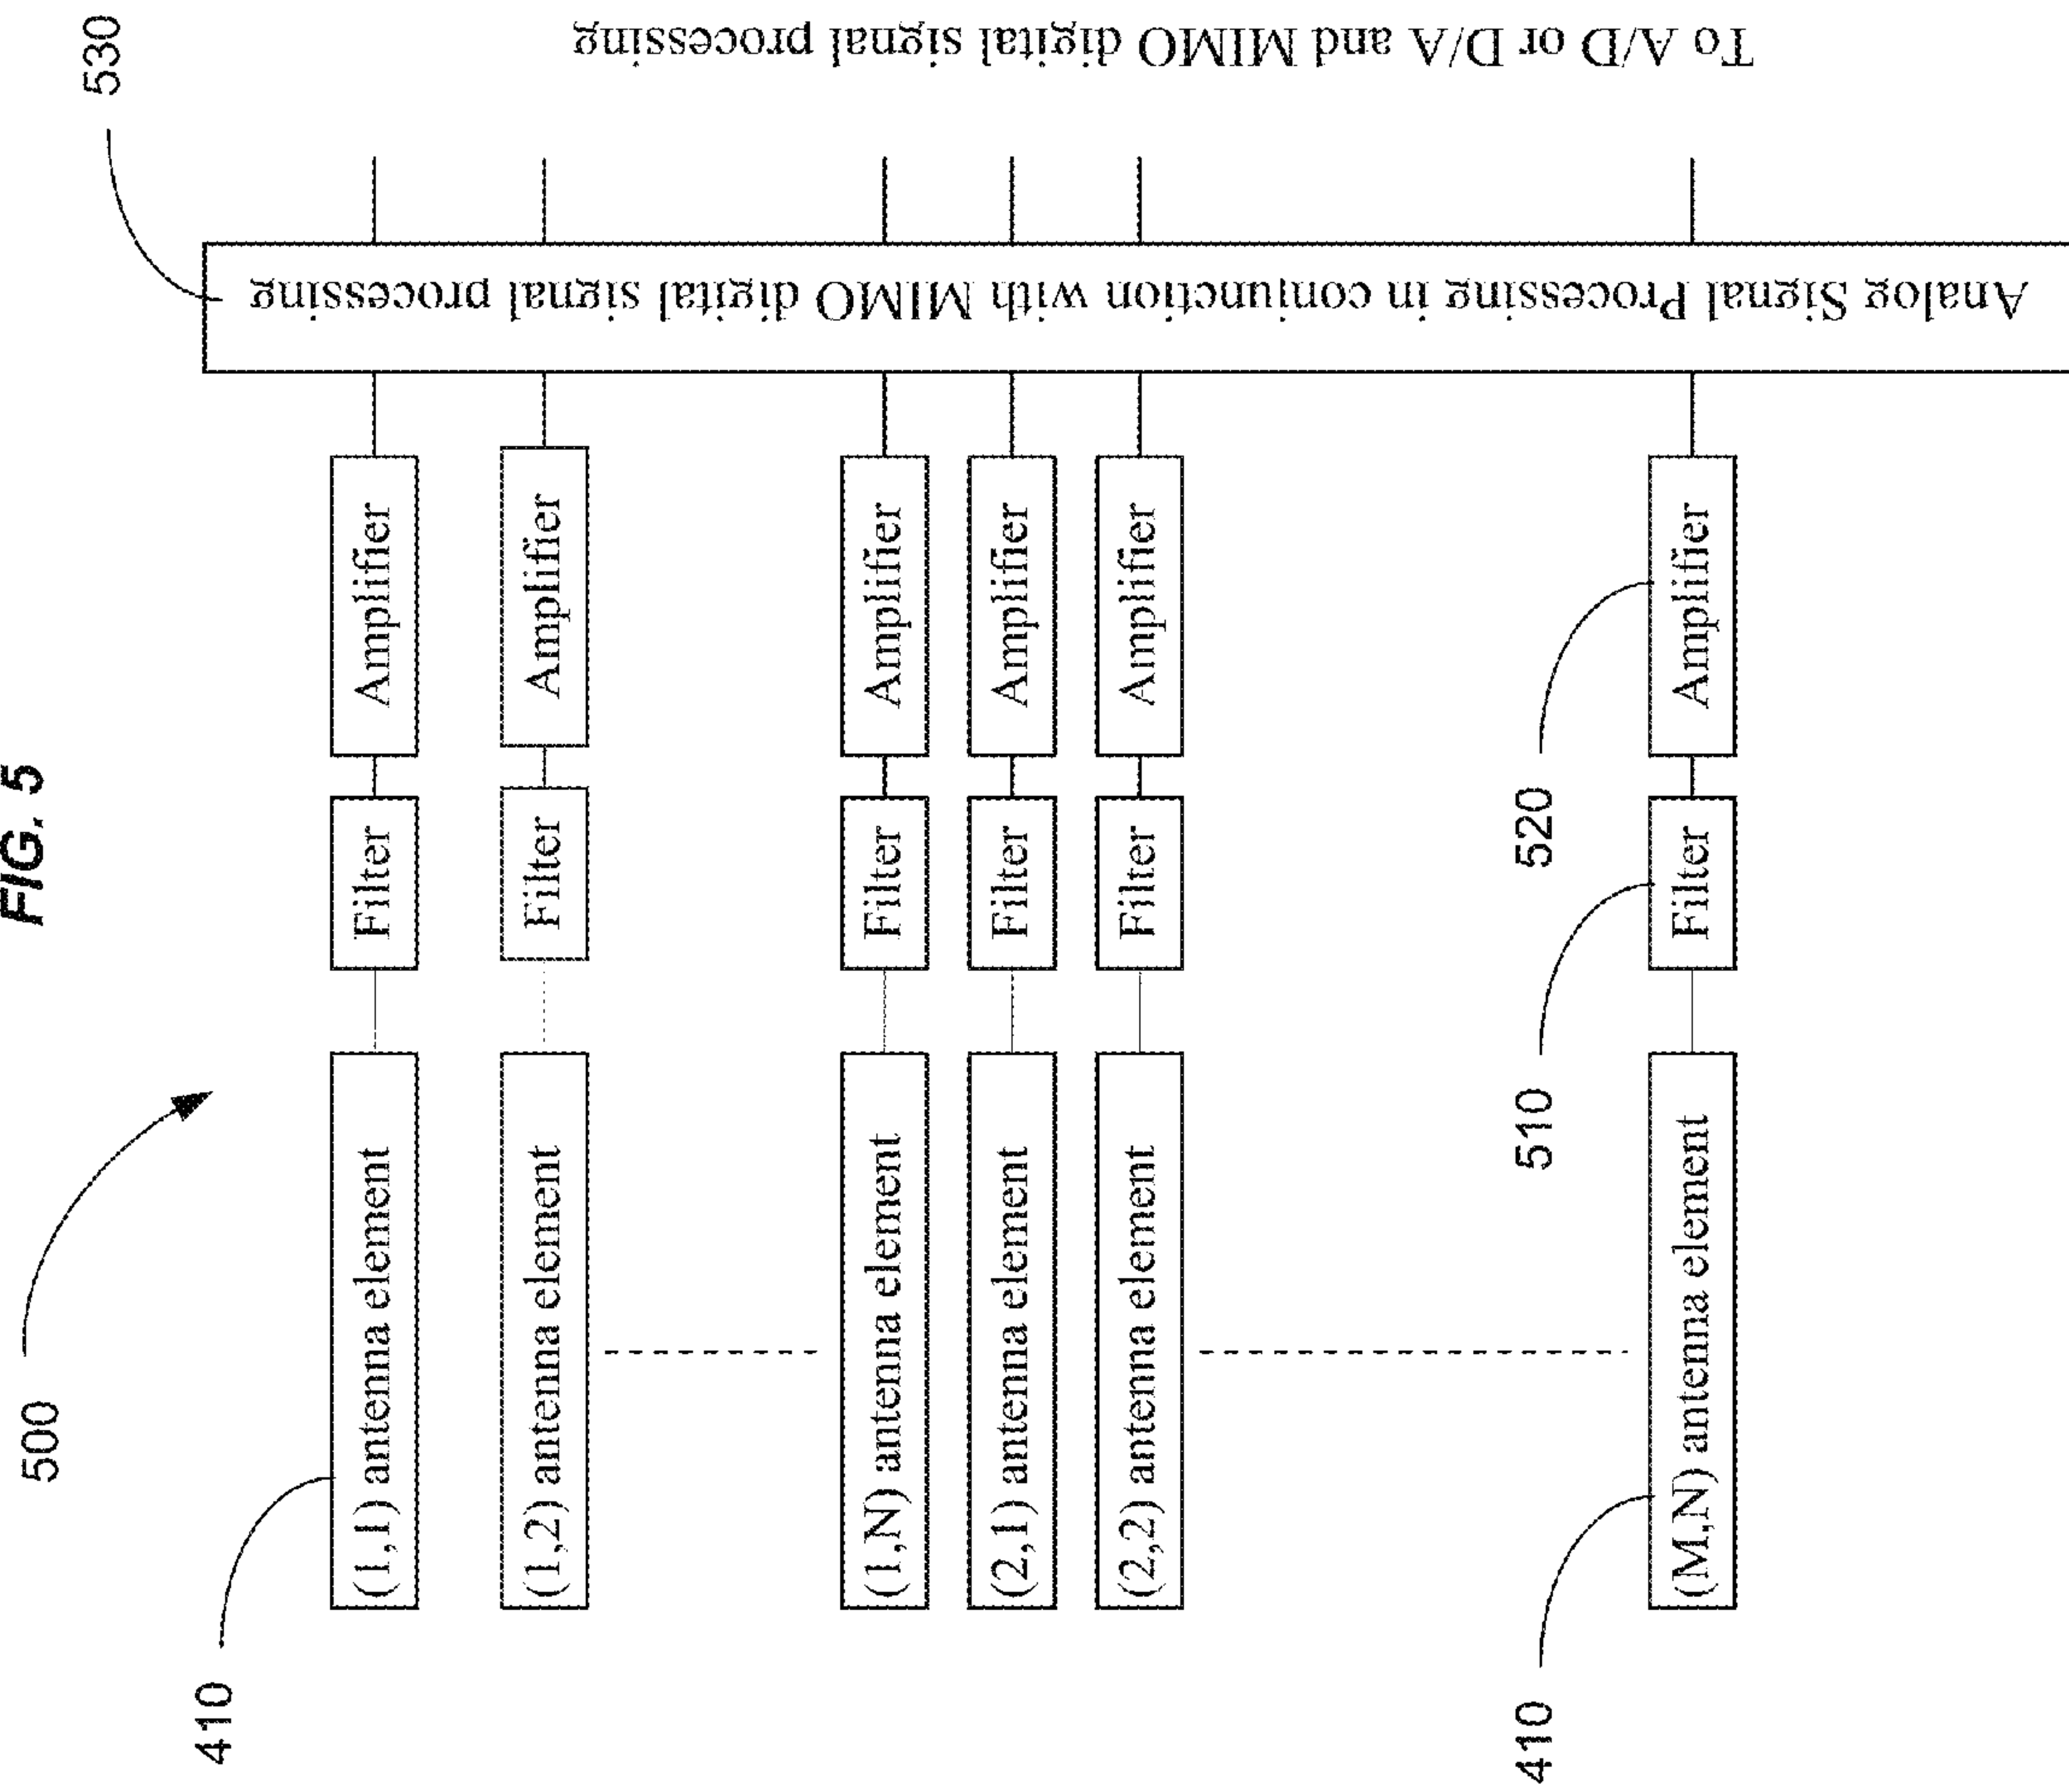 FIG. 5
500
530
410
(1,1) antenna element
Filter
Amplifier
(1,2) antenna element
Filter
Amplifier
(1,N) antenna element
Filter
Amplifier
(2,1) antenna element
Filter
Amplifier
(2,2) antenna element
Filter
Amplifier
410
510
520
(M,N) antenna element
Filter
Amplifier
Analog Signal Processing in conjunction with MIMO digital signal processing
To A/D or D/A and MIMO digital signal processing